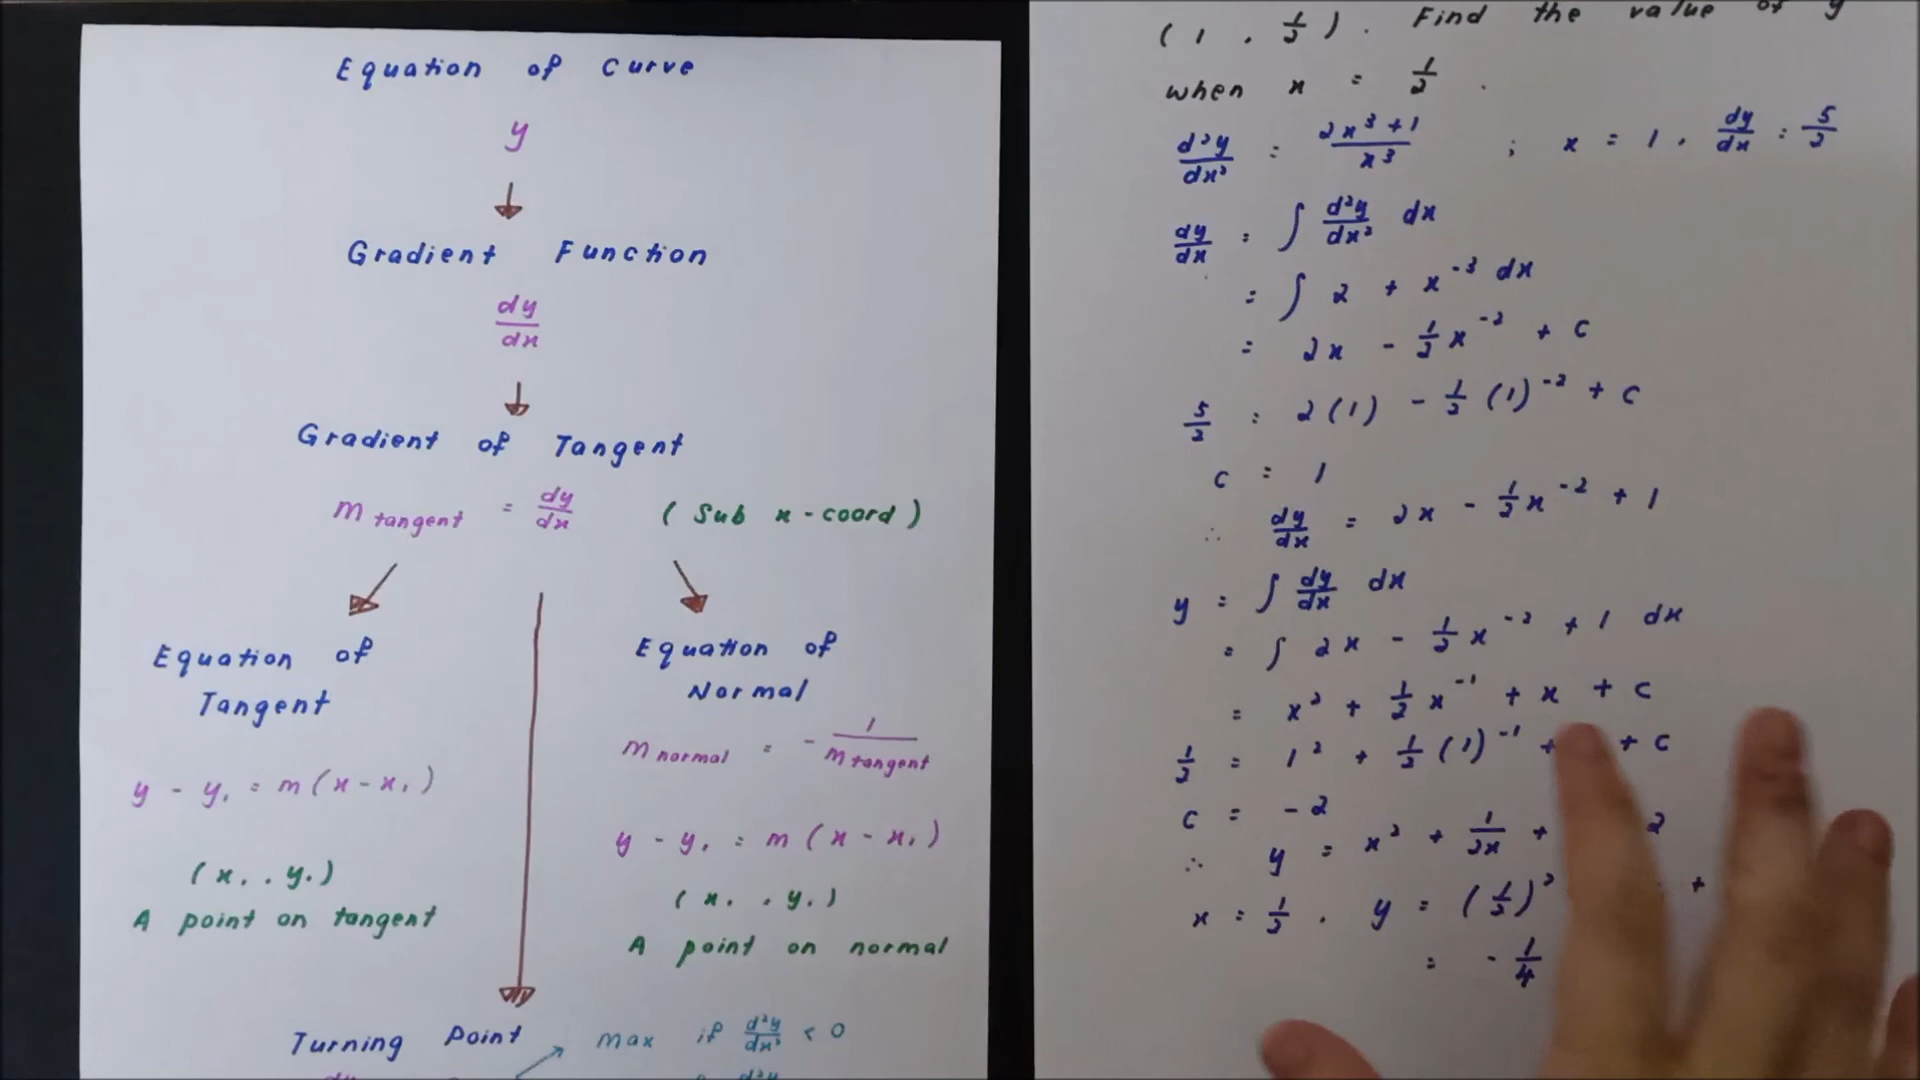 Equation of curve
y
Gradient Function
dy/dx
Gradient of Tangent
m tangent = dy/dx (Sub x-coord)
Equation of Tangent
y - y₁ = m(x - x₁)
(x₁, y₁)
A point on tangent
Equation of Normal
m normal = - 1/m tangent
y - y₁ = m(x - x₁)
(x₁, y₁)
A point on normal
Turning Point
max if d²y/dx² < 0
(1, 1/2). Find the value of y
when x = 1/2.
d²y/dx² = (2x³ + 1)/x³ ; x = 1, dy/dx = 5/2
dy/dx = ∫ d²y/dx² dx
= ∫ 2 + x⁻³ dx
= 2x - 1/2 x⁻² + c
5/2 = 2(1) - 1/2 (1)⁻² + c
c = 1
∴ dy/dx = 2x - 1/2 x⁻² + 1
y = ∫ dy/dx dx
= ∫ 2x - 1/2 x⁻² + 1 dx
= x² + 1/2 x⁻¹ + x + c
1/2 = 1² + 1/2 (1)⁻¹ + + c
c = -2
∴ y = x² + 1/2x + 2
x = 1/2, y = (1/2)² +
= - 1/4